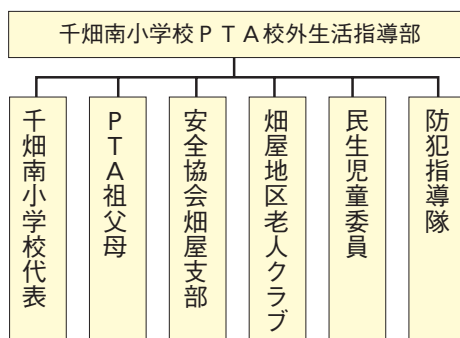 千畑南小学校PTA校外生活指導部
千畑南小学校代表
PTA祖父母
安全協会畑屋支部
畑屋地区老人クラブ
民生児童委員
防犯指導隊